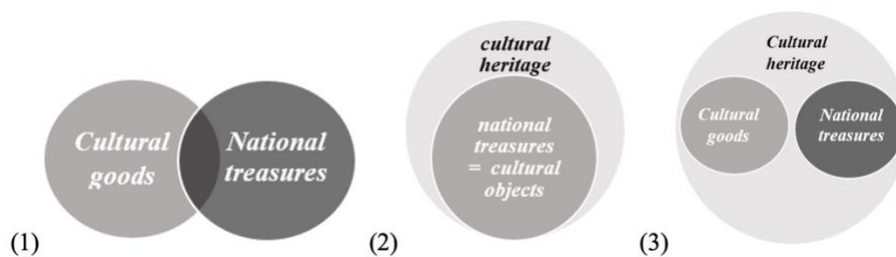 Cultural
goods
National
treasures
(1)
cultural
heritage
national
treasures
= cultural
objects
(2)
Cultural
heritage
Cultural
goods
National
treasures
(3)